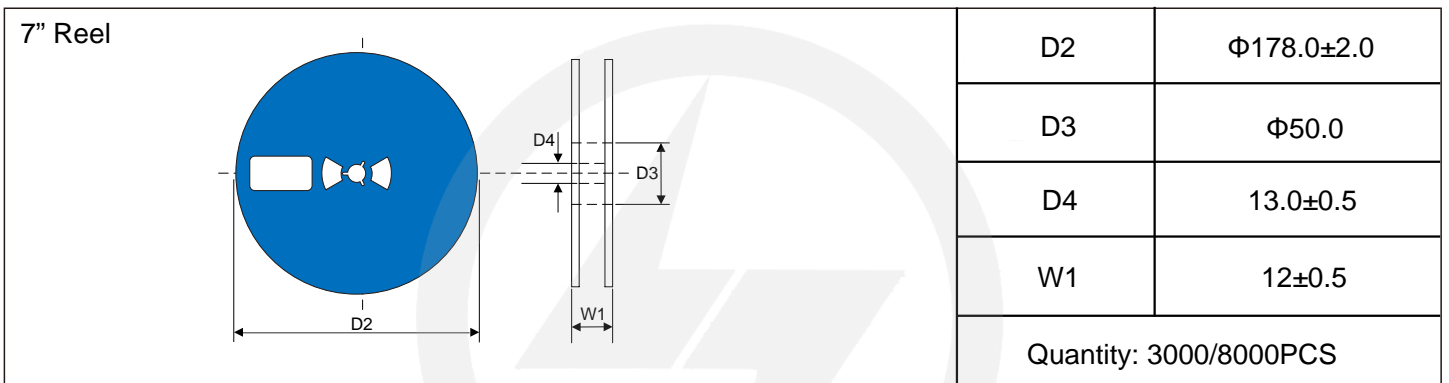 7” Reel
D4
D3
D2
W1
D2 Φ178.0±2.0
D3 Φ50.0
D4 13.0±0.5
W1 12±0.5
Quantity: 3000/8000PCS